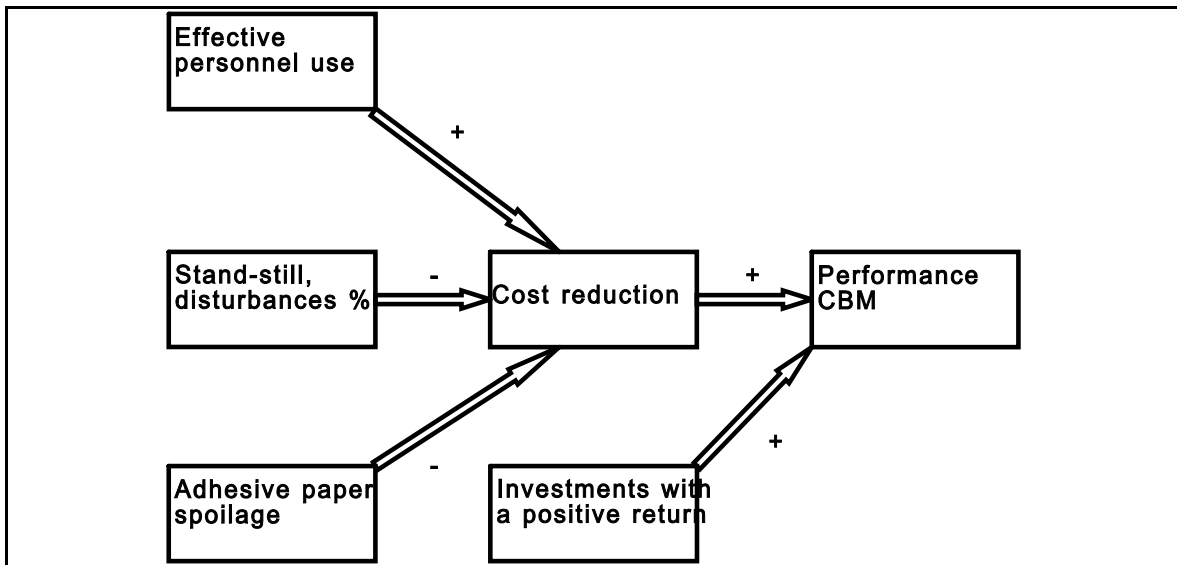 Effective
personnel use
+
Stand-still,
disturbances %
-
Cost reduction
+
Performance
CBM
Adhesive paper
spoilage
-
Investments with
a positive return
+